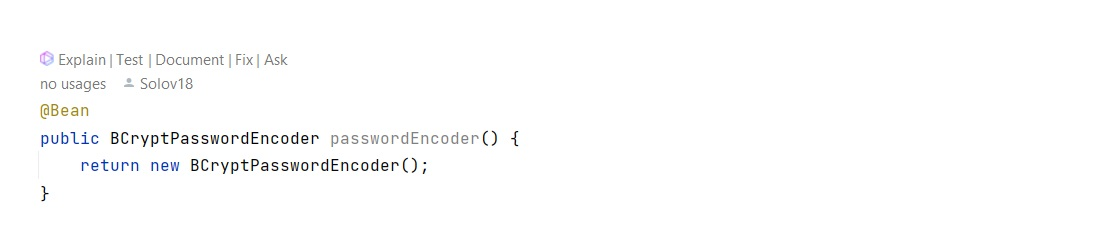 Explain | Test | Document | Fix | Ask
no usages Solov18
@Bean
public BCryptPasswordEncoder passwordEncoder() {
    return new BCryptPasswordEncoder();
}